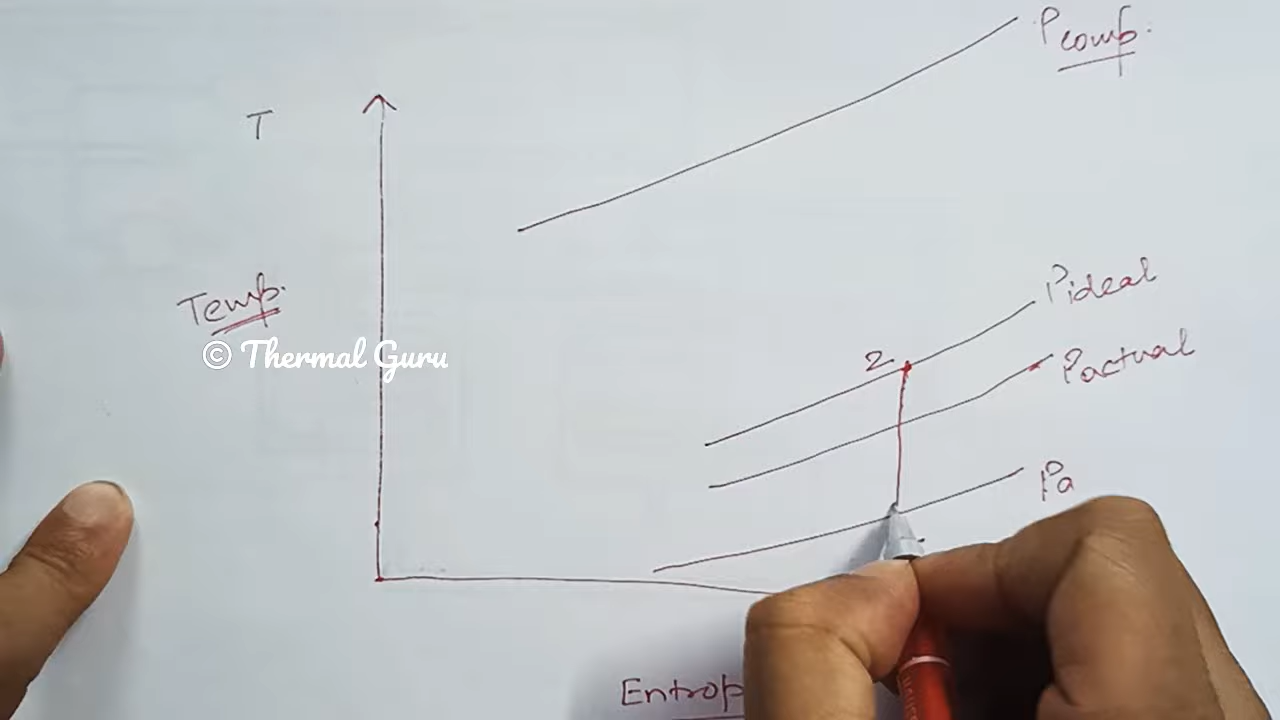 Pcomp.
T
Temp.
© Thermal Guru
Pideal
2
Pactual
Pa
Entrop